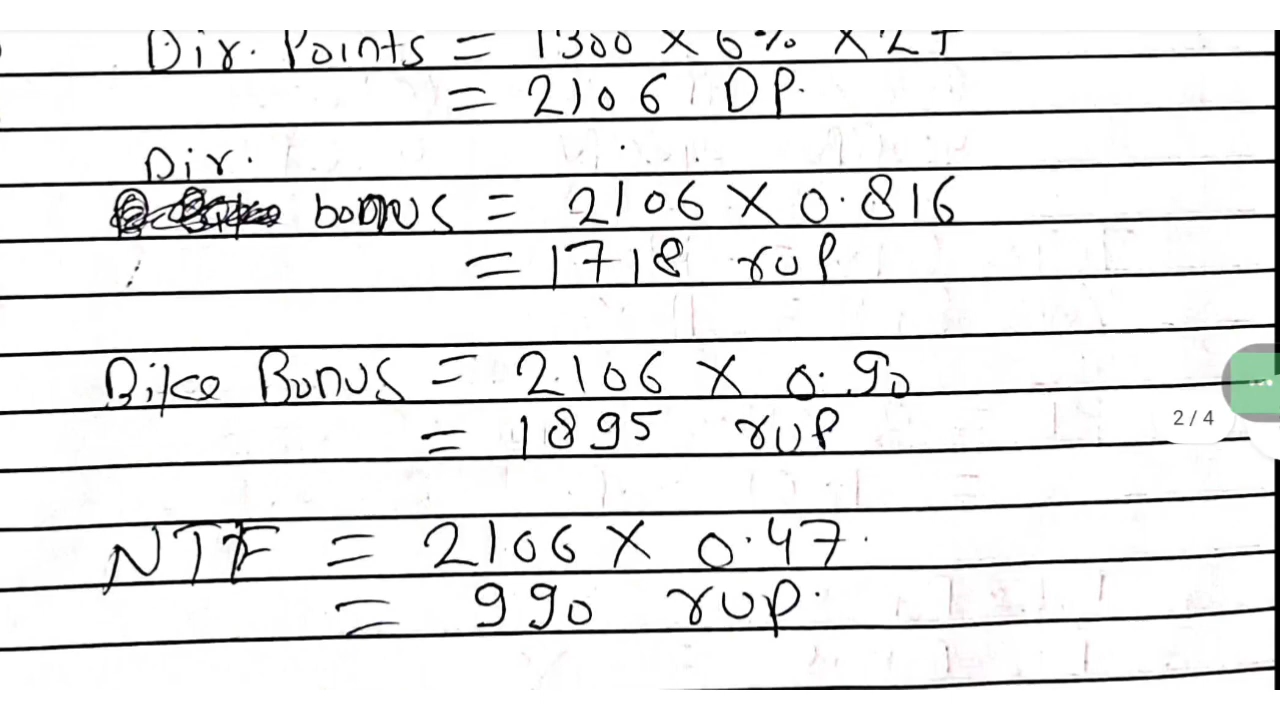 Dir. Points = 1300 X 6% X 27
= 2106 DP.
Dir.
bonus = 2106 X 0.816
= 1718 rup
Bike Bonus = 2106 X 0.90
= 1895 rup
2/4
NTF = 2106 X 0.47.
= 990 rup.